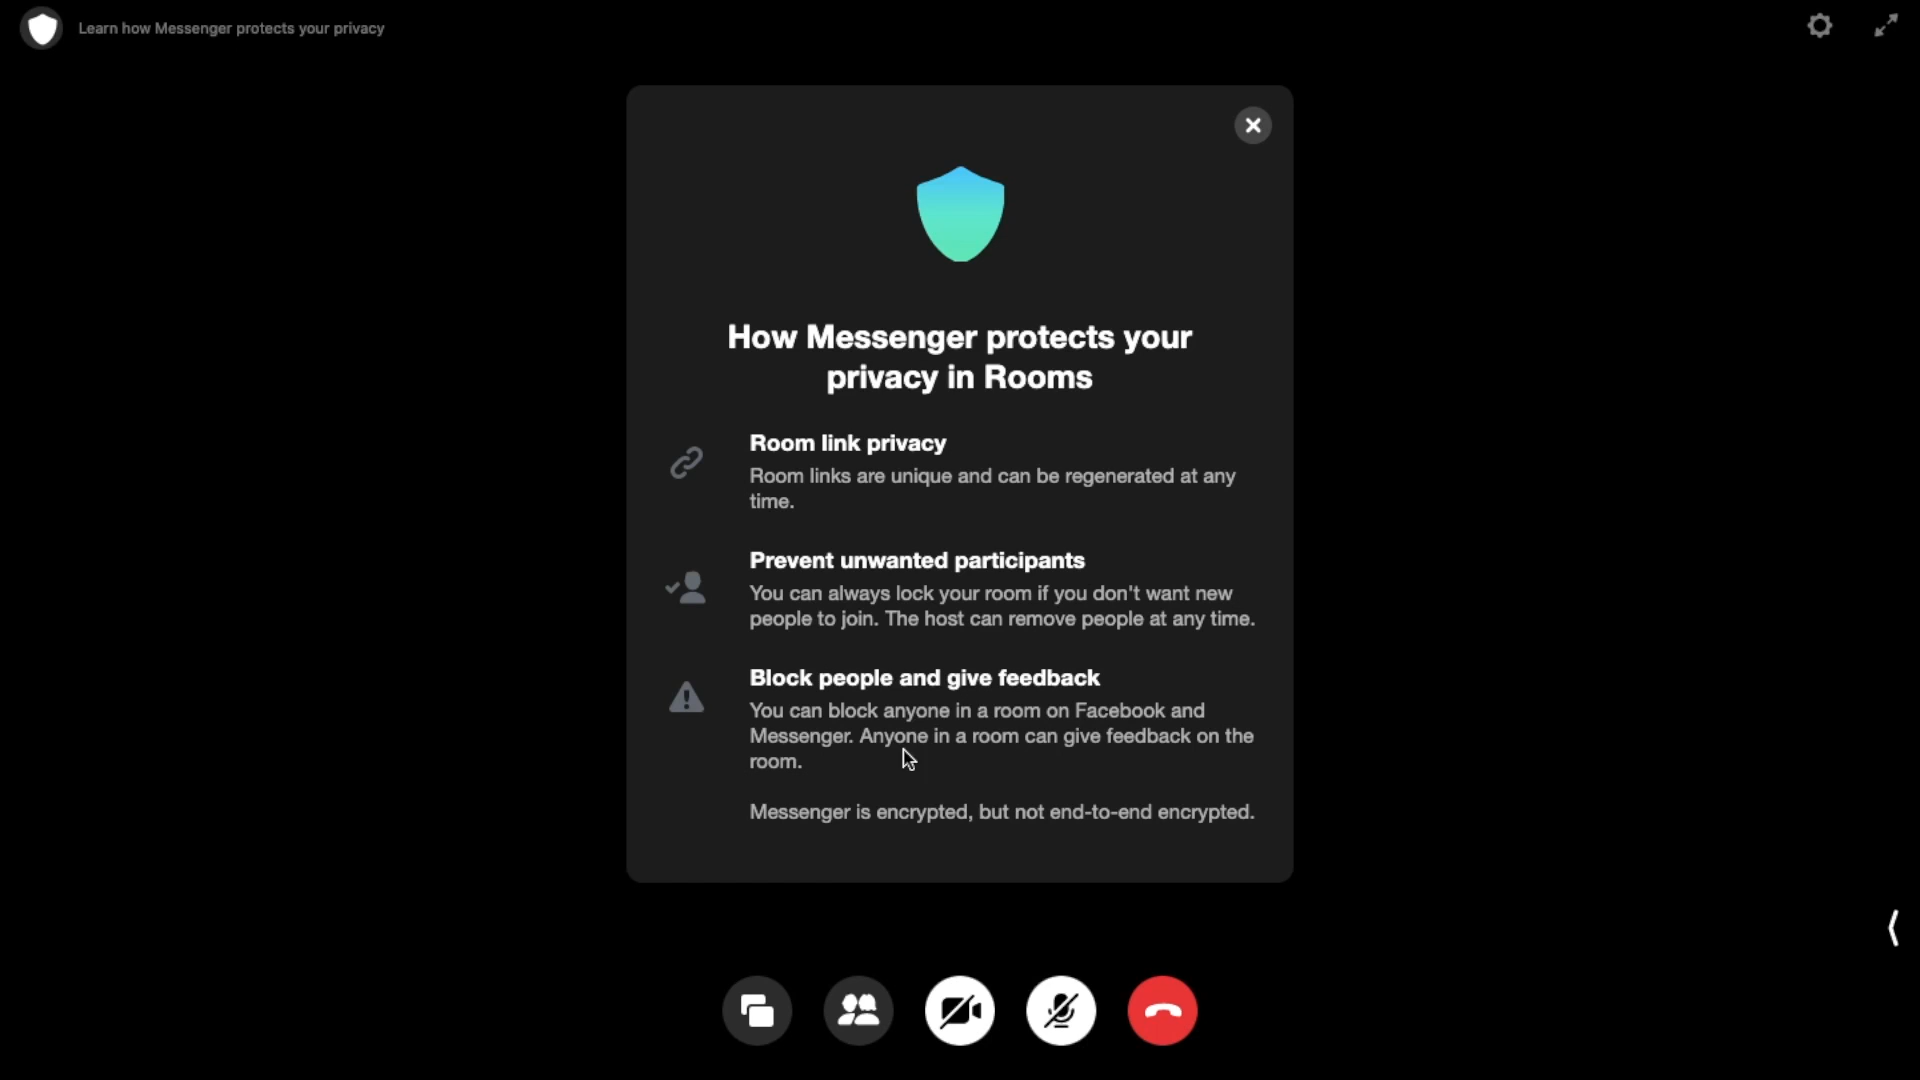 Learn how Messenger protects your privacy
How Messenger protects your
privacy in Rooms
Room link privacy
Room links are unique and can be regenerated at any
time.
Prevent unwanted participants
You can always lock your room if you don't want new
people to join. The host can remove people at any time.
Block people and give feedback
You can block anyone in a room on Facebook and
Messenger. Anyone in a room can give feedback on the
room.
Messenger is encrypted, but not end-to-end encrypted.